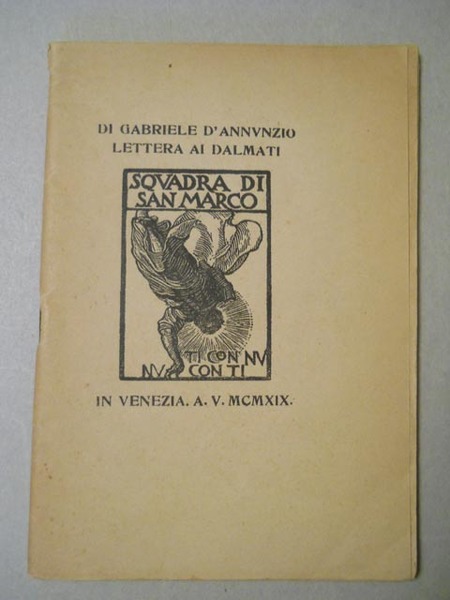 DI GABRIELE D'ANNVNZIO
LETTERA AI DALMATI
SQVADRA DI
SAN MARCO
TI CON NV
NV CON TI
IN VENEZIA. A. V. MCMXIX.